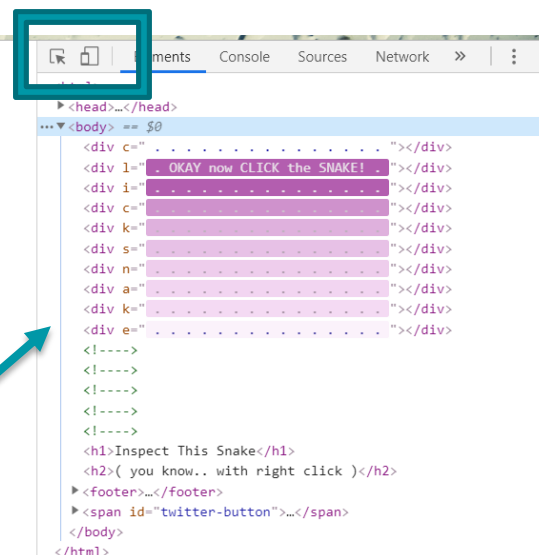 Elements Console Sources Network » ⋮
<head>…</head>
••• ▼<body> == $0
<div c=" . . . . . . . . . . . . . . . "></div>
<div l=" . OKAY now CLICK the SNAKE! . "></div>
<div i=" . . . . . . . . . . . . . . . "></div>
<div c=" . . . . . . . . . . . . . . . "></div>
<div k=" . . . . . . . . . . . . . . . "></div>
<div s=" . . . . . . . . . . . . . . . "></div>
<div n=" . . . . . . . . . . . . . . . "></div>
<div a=" . . . . . . . . . . . . . . . "></div>
<div k=" . . . . . . . . . . . . . . . "></div>
<div e=" . . . . . . . . . . . . . . . "></div>
<!---->
<!---->
<!---->
<!---->
<!---->
<h1>Inspect This Snake</h1>
<h2>( you know.. with right click )</h2>
<footer>…</footer>
<span id="twitter-button">…</span>
</body>
</html>